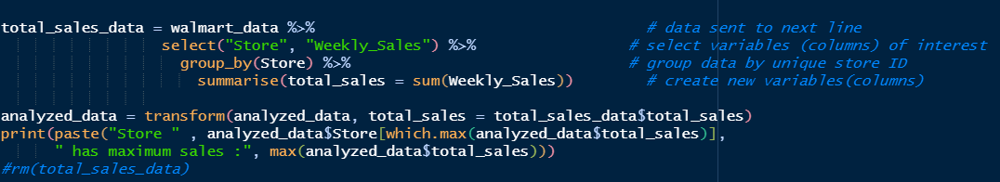 total_sales_data = walmart_data %>% # data sent to next line
select("Store", "Weekly_Sales") %>% # select variables (columns) of interest
group_by(Store) %>% # group data by unique store ID
summarise(total_sales = sum(Weekly_Sales)) # create new variables(columns)
analyzed_data = transform(analyzed_data, total_sales = total_sales_data$total_sales)
print(paste("Store " , analyzed_data$Store[which.max(analyzed_data$total_sales)],
" has maximum sales :", max(analyzed_data$total_sales)))
#rm(total_sales_data)